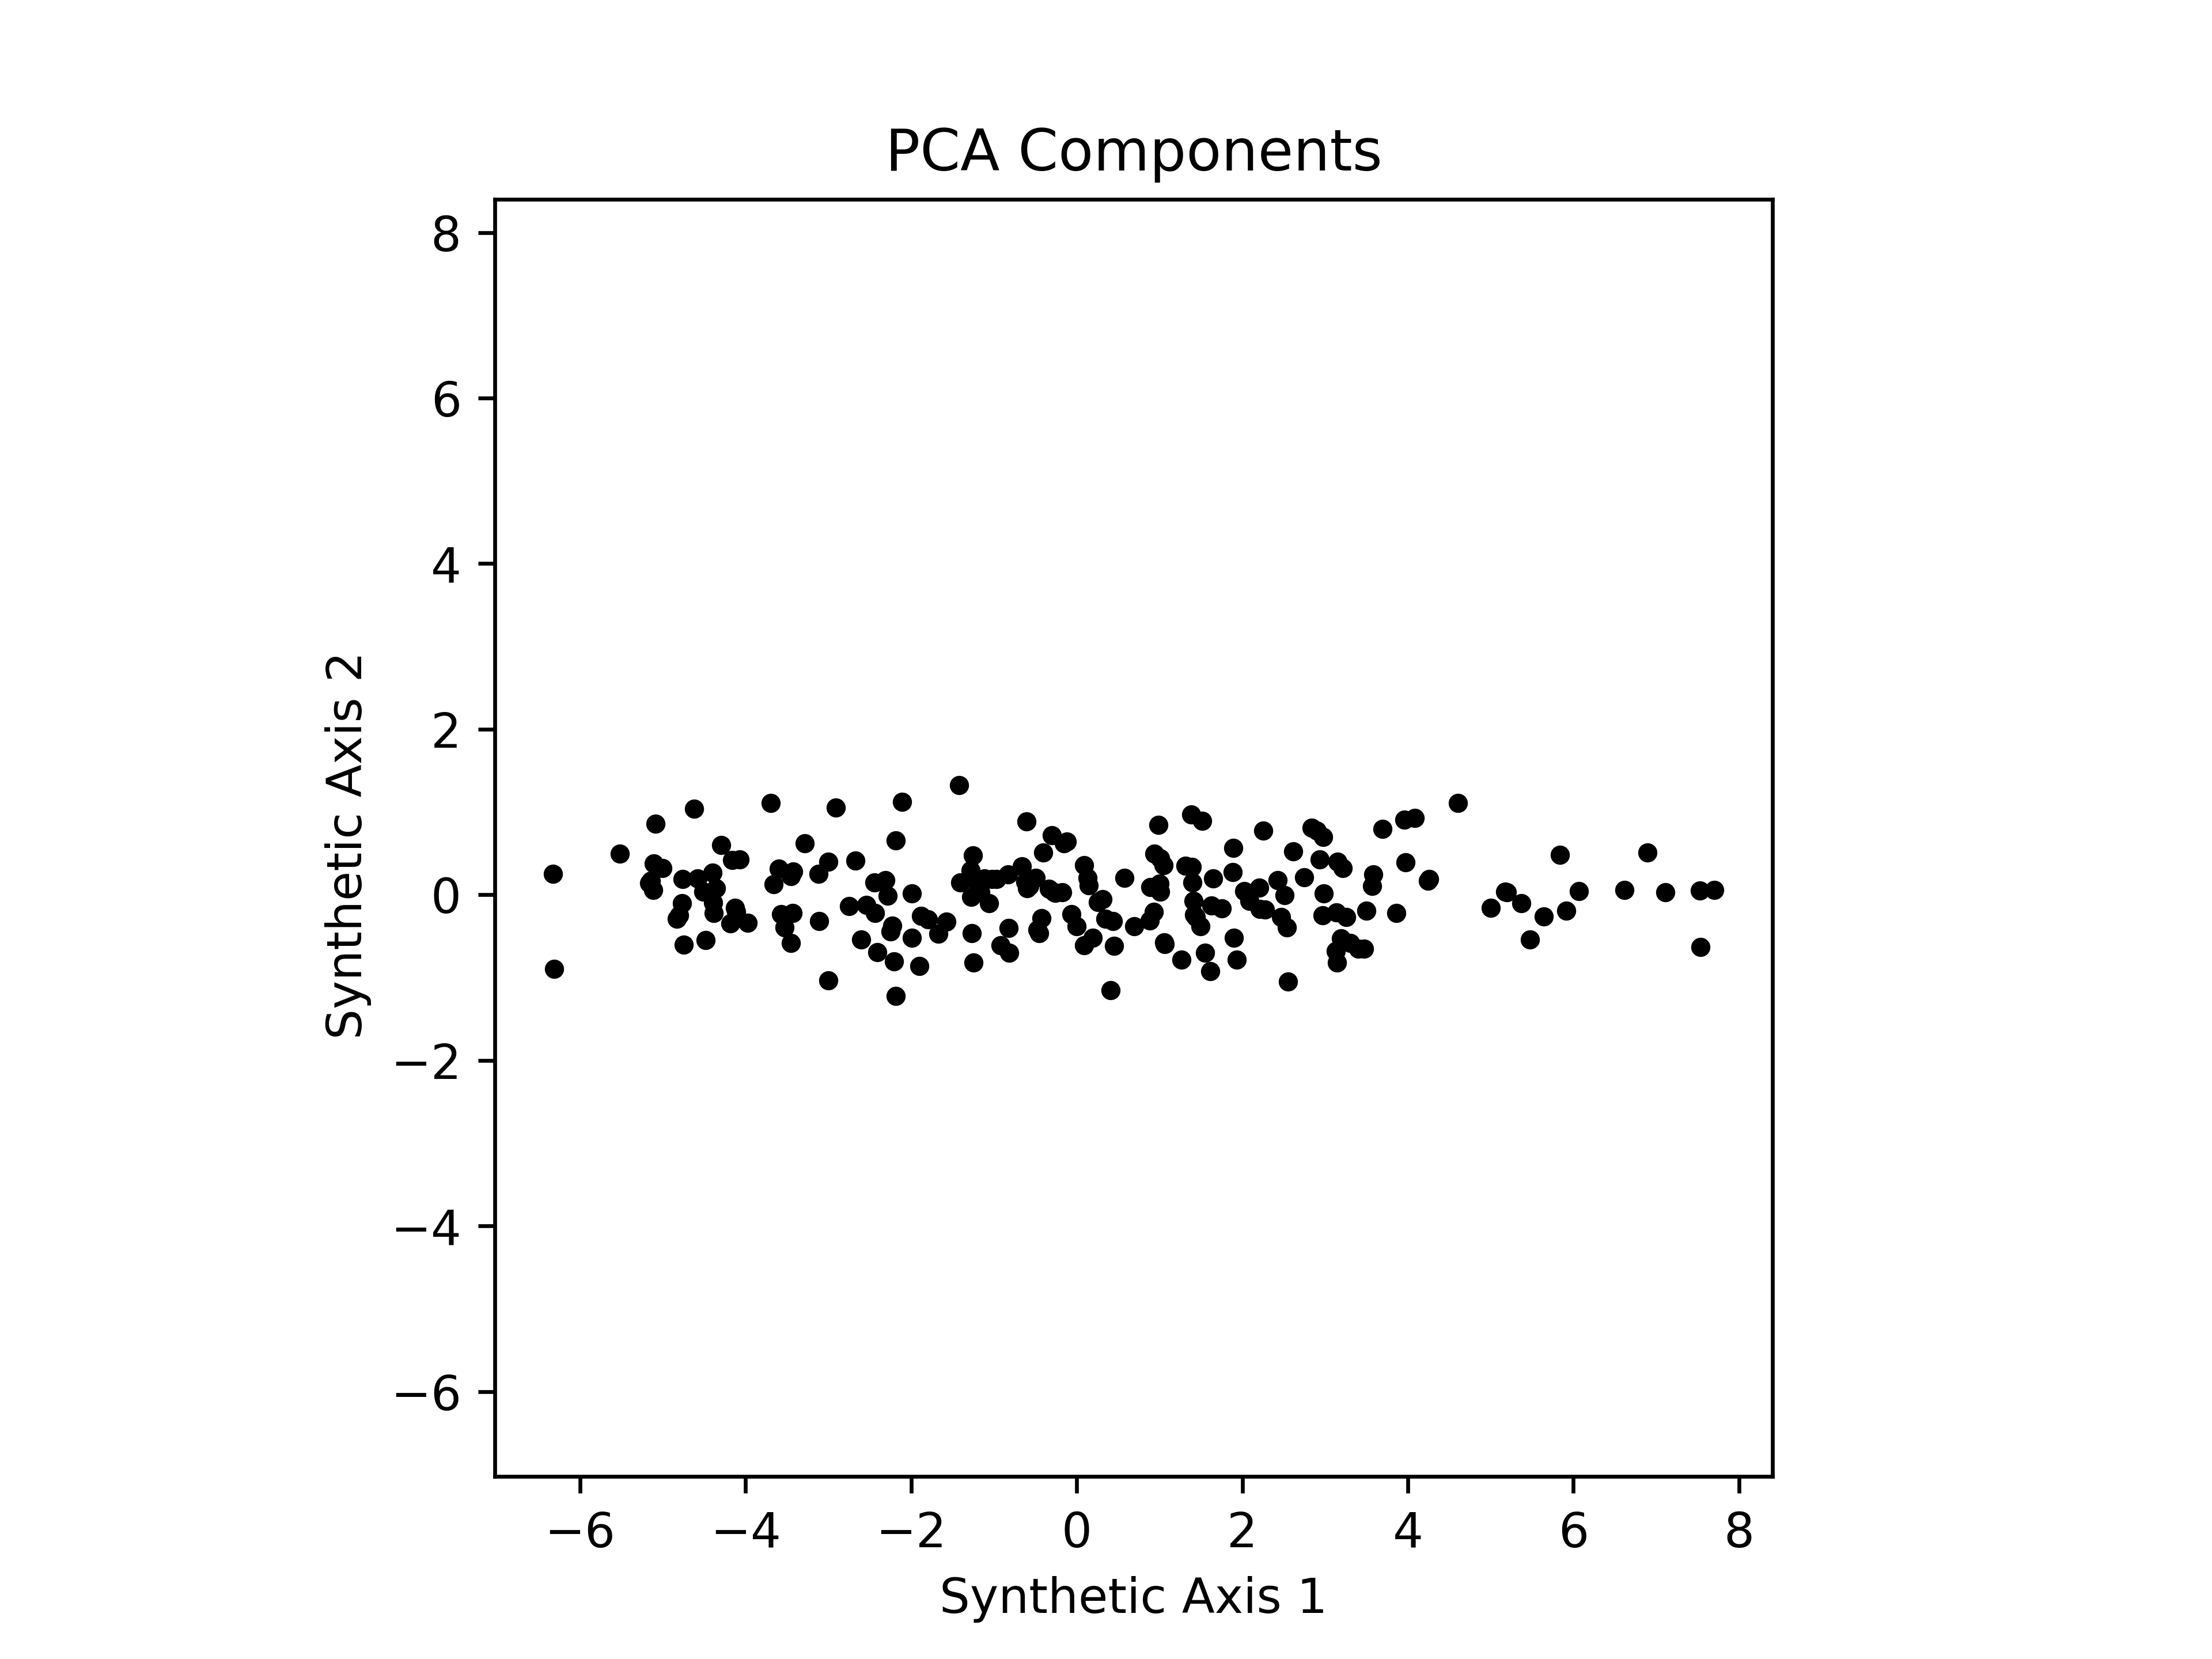 PCA Components
8
6
4
2
0
−2
−4
−6
Synthetic Axis 2
−6 −4 −2 0 2 4 6 8
Synthetic Axis 1